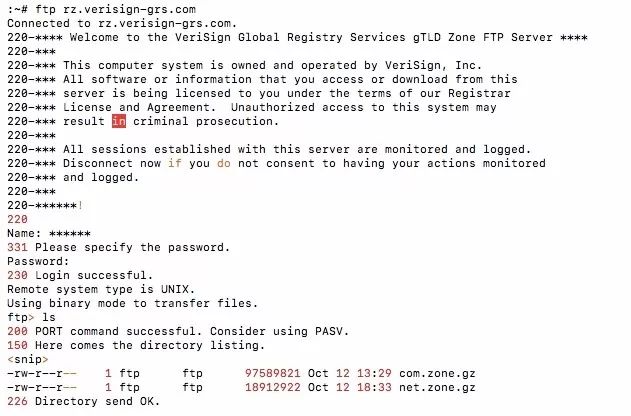 :~# ftp rz.verisign-grs.com
Connected to rz.verisign-grs.com.
220-**** Welcome to the VeriSign Global Registry Services gTLD Zone FTP Server ****
220-***
220-*** This computer system is owned and operated by VeriSign, Inc.
220-*** All software or information that you access or download from this
220-*** server is being licensed to you under the terms of our Registrar
220-*** License and Agreement.  Unauthorized access to this system may
220-*** result in criminal prosecution.
220-***
220-*** All sessions established with this server are monitored and logged.
220-*** Disconnect now if you do not consent to having your actions monitored
220-*** and logged.
220-***
220-******!
220
Name: ******
331 Please specify the password.
Password:
230 Login successful.
Remote system type is UNIX.
Using binary mode to transfer files.
ftp> ls
200 PORT command successful. Consider using PASV.
150 Here comes the directory listing.
<snip>
-rw-r--r--    1 ftp      ftp      97589821 Oct 12 13:29 com.zone.gz
-rw-r--r--    1 ftp      ftp      18912922 Oct 12 18:33 net.zone.gz
226 Directory send OK.